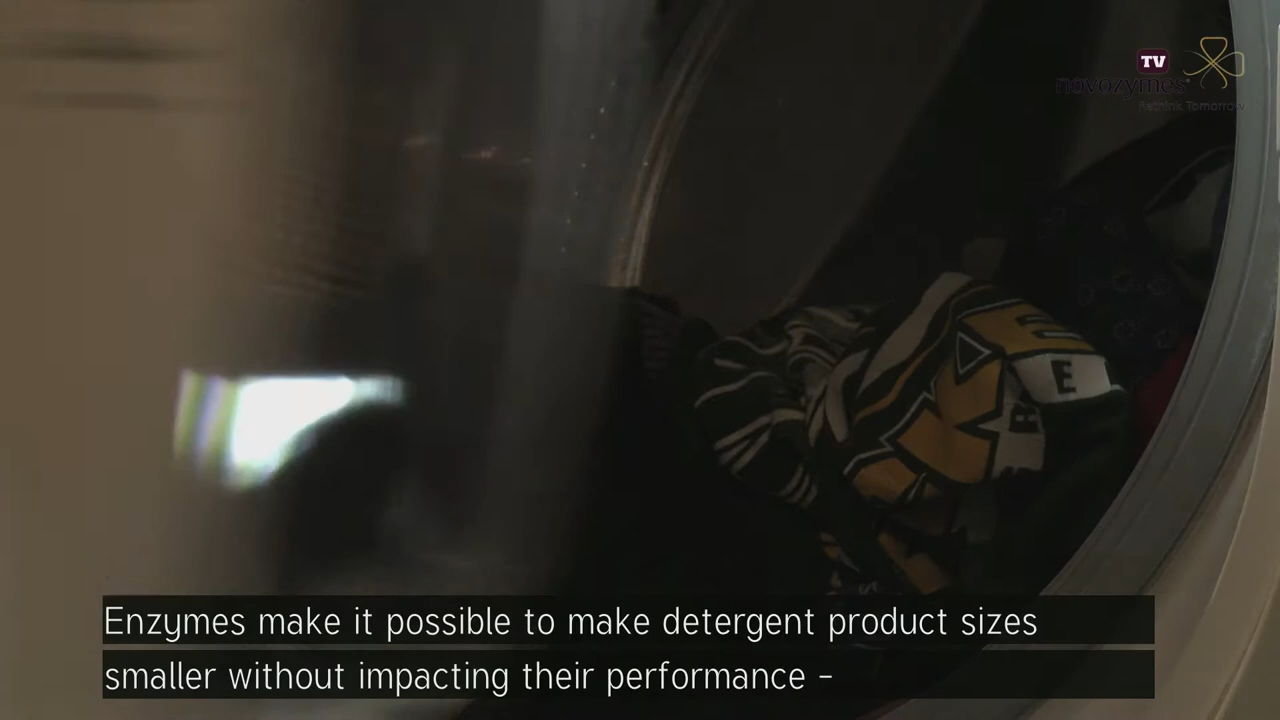 TV
novozymes
Rethink Tomorrow
E
Enzymes make it possible to make detergent product sizes
smaller without impacting their performance –